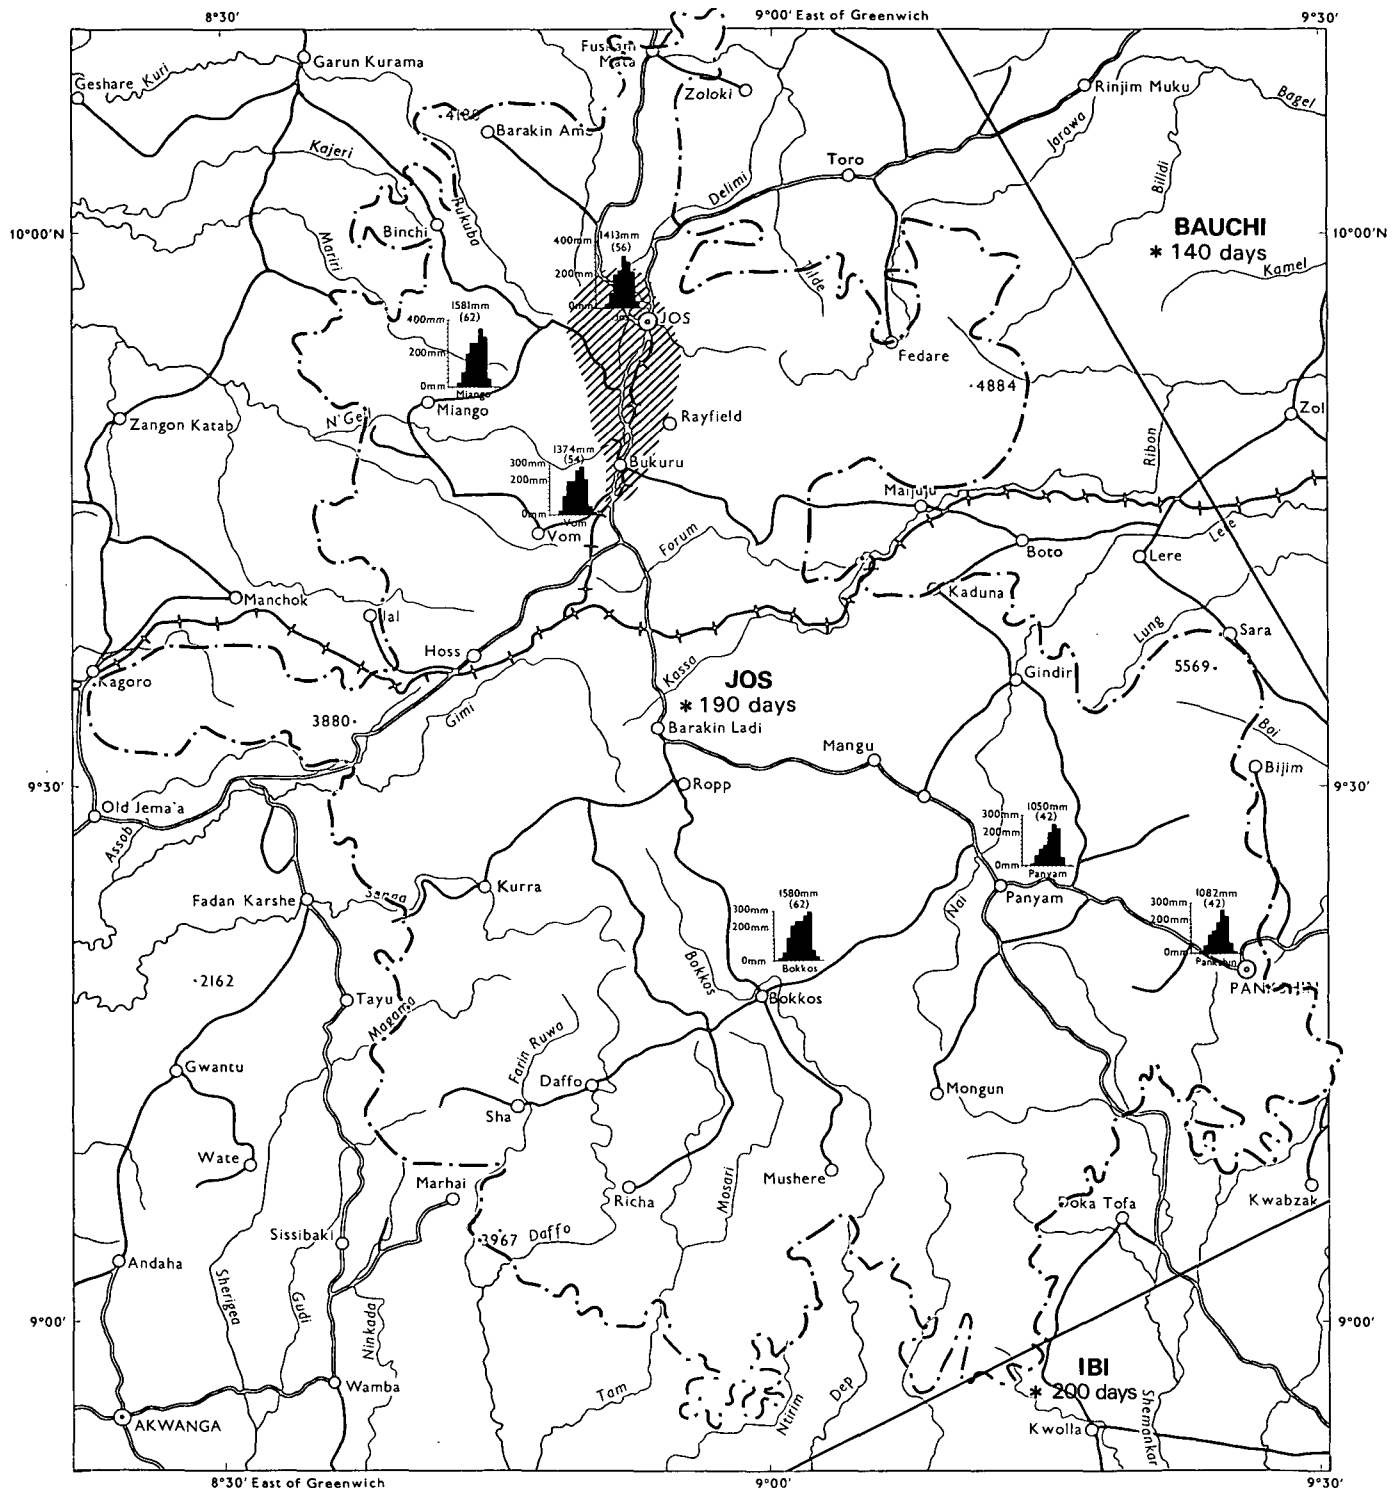 8°30′
9°00′ East of Greenwich
9°30′
Garun Kurama
Geshare
Kuri
Fusham
Mata
Zoloki
Rinjim Muku
Bagel
Barakin Ama
Kajeri
Jarawa
Toro
Delimi
Bilidi
Rukuba
Binchi
Mariri
10°00′N
10°00′N
BAUCHI
* 140 days
Kamel
1413mm
(56)
400mm
200mm
0mm
Jos
JOS
Tilde
Fedare
1581mm
(62)
400mm
200mm
0mm
Miango
Miango
·4884
Zangon Katab
N'Gel
Rayfield
Zol
Ribon
1374mm
(54)
300mm
200mm
0mm
Vom
Bukuru
Vom
Maijuju
Forum
Boto
Lere
Lere
Manchok
Jal
Kaduna
Hoss
Lung
Sara
Kagoro
Kassa
Gindir
5569·
JOS
* 190 days
3880·
Gimi
Barakin Ladi
Mangu
Boi
Bijim
9°30′
Ropp
9°30′
Old Jema'a
Assob
1050mm
(42)
300mm
200mm
0mm
Panyam
Kurra
Fadan Karshe
Sanga
Nai
Panyam
1580mm
(62)
300mm
200mm
0mm
Bokkos
1082mm
(42)
300mm
200mm
0mm
Pankshin
PANKSHIN
·2162
Tayu
Magama
Bokkos
Bokkos
Farin Ruwa
Gwantu
Daffo
Sha
Mongun
Wate
Marhai
Richa
Mosari
Mushere
Doka Tofa
Kwabzak
Sissibaki
·3967
Daffo
Andaha
Sherigea
Gudi
Ninkada
9°00′
9°00′
Wamba
AKWANGA
Tam
Ntirim
Dep
IBI
* 200 days
Shemankar
Kwolla
8°30′ East of Greenwich
9°00′
9°30′